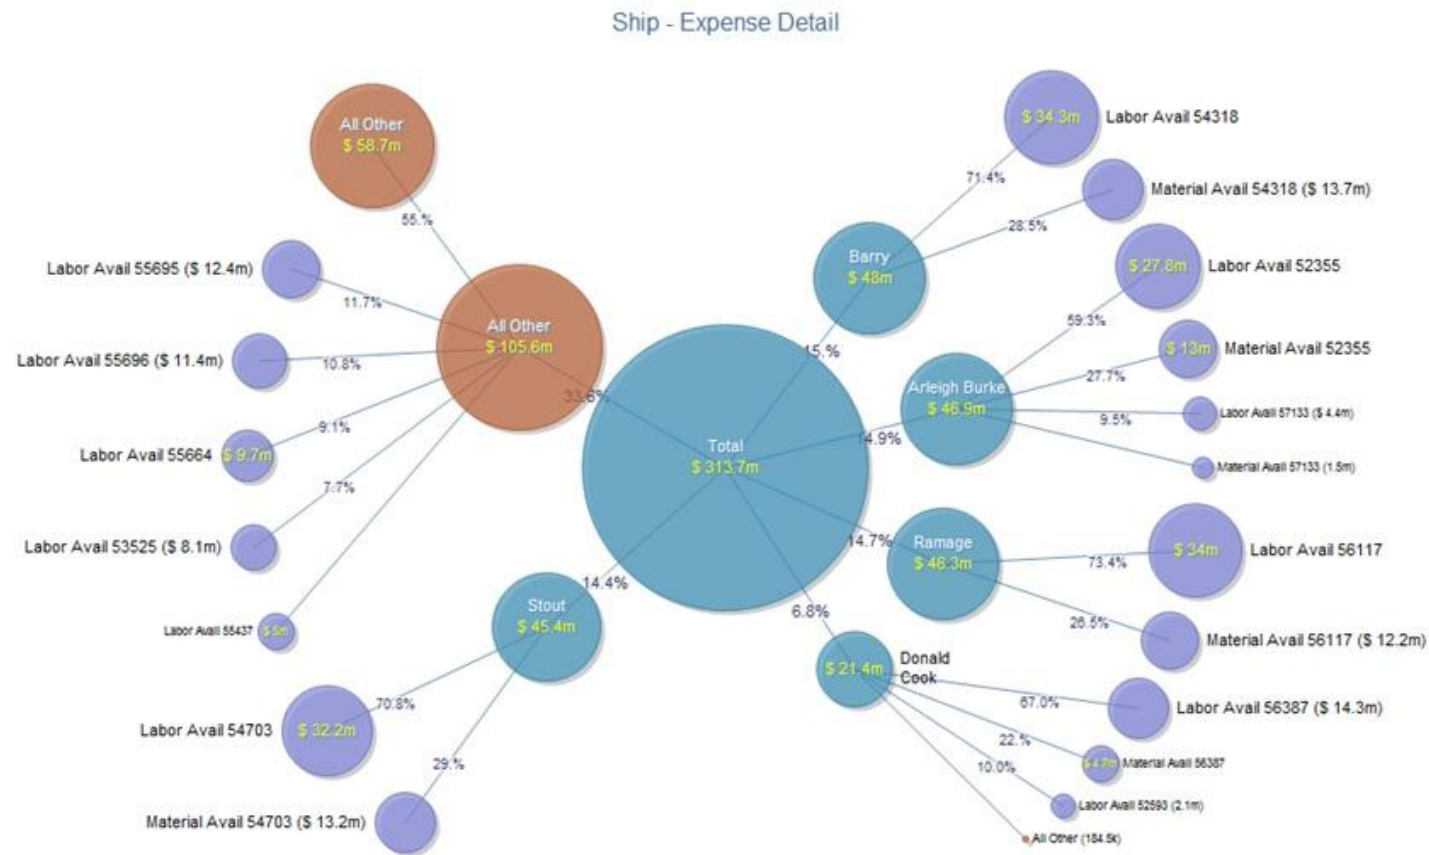 Ship - Expense Detail
All Other
$ 58.7m
55.%
Labor Avail 55695 ($ 12.4m)
11.7%
All Other
$ 105.6m
Labor Avail 55696 ($ 11.4m)
10.8%
33.6%
Labor Avail 55664
$ 9.7m
9.1%
Labor Avail 53525 ($ 8.1m)
7.7%
Labor Avail 55437
$ 5m
Total
$ 313.7m
Stout
$ 45.4m
14.4%
Labor Avail 54703
$ 32.2m
70.8%
Material Avail 54703 ($ 13.2m)
29.%
Barry
$ 48m
15.%
$ 34.3m
Labor Avail 54318
71.4%
Material Avail 54318 ($ 13.7m)
28.5%
Arleigh Burke
$ 46.9m
14.9%
$ 27.8m
Labor Avail 52355
59.3%
$ 13m
Material Avail 52355
27.7%
Labor Avail 57133 ($ 4.4m)
9.5%
Material Avail 57133 (1.5m)
Ramage
$ 46.3m
14.7%
$ 34m
Labor Avail 56117
73.4%
Material Avail 56117 ($ 12.2m)
26.5%
Donald
Cook
$ 21.4m
6.8%
Labor Avail 56387 ($ 14.3m)
67.0%
$ 4.7m
Material Avail 56387
22.%
Labor Avail 52593 (2.1m)
10.0%
All Other (184.5k)